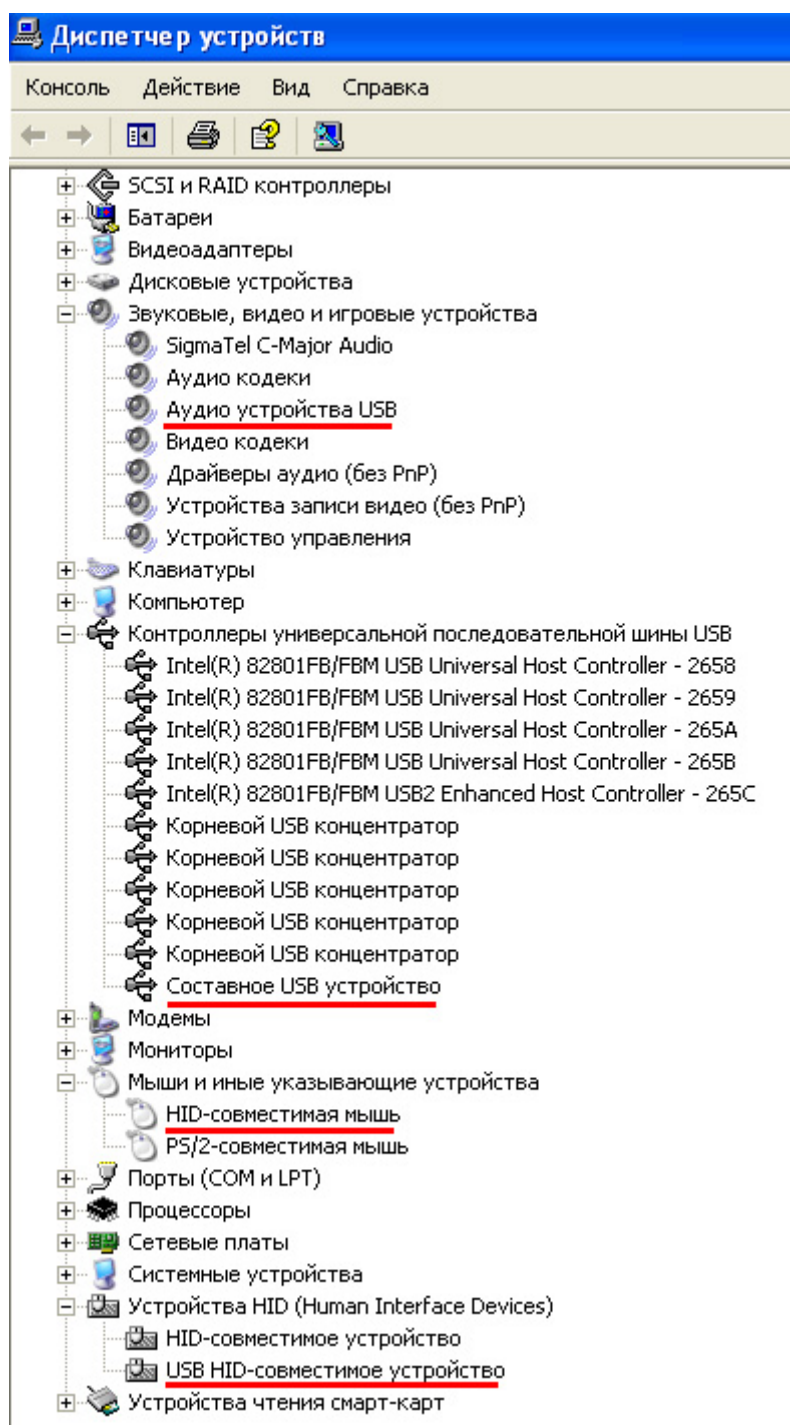 Диспетчер устройств
Консоль Действие Вид Справка
SCSI и RAID контроллеры
Батареи
Видеоадаптеры
Дисковые устройства
Звуковые, видео и игровые устройства
SigmaTel C-Major Audio
Аудио кодеки
Аудио устройства USB
Видео кодеки
Драйверы аудио (без PnP)
Устройства записи видео (без PnP)
Устройство управления
Клавиатуры
Компьютер
Контроллеры универсальной последовательной шины USB
Intel(R) 82801FB/FBM USB Universal Host Controller - 2658
Intel(R) 82801FB/FBM USB Universal Host Controller - 2659
Intel(R) 82801FB/FBM USB Universal Host Controller - 265A
Intel(R) 82801FB/FBM USB Universal Host Controller - 265B
Intel(R) 82801FB/FBM USB2 Enhanced Host Controller - 265C
Корневой USB концентратор
Корневой USB концентратор
Корневой USB концентратор
Корневой USB концентратор
Корневой USB концентратор
Составное USB устройство
Модемы
Мониторы
Мыши и иные указывающие устройства
HID-совместимая мышь
PS/2-совместимая мышь
Порты (COM и LPT)
Процессоры
Сетевые платы
Системные устройства
Устройства HID (Human Interface Devices)
HID-совместимое устройство
USB HID-совместимое устройство
Устройства чтения смарт-карт